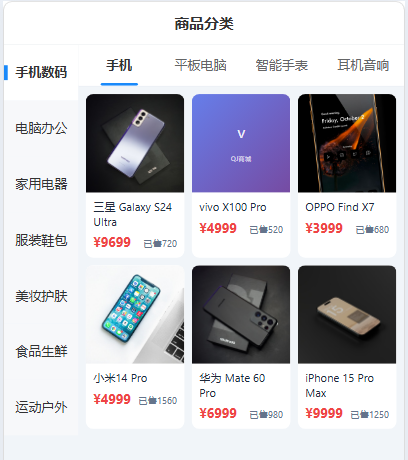 商品分类
手机数码
电脑办公
家用电器
服装鞋包
美妆护肤
食品生鲜
运动户外
手机 平板电脑 智能手表 耳机音响
V
QJ商城
三星 Galaxy S24
Ultra
¥9699 已售720
vivo X100 Pro
¥4999 已售520
OPPO Find X7
¥3999 已售680
小米14 Pro
¥4999 已售1560
华为 Mate 60
Pro
¥6999 已售980
iPhone 15 Pro
Max
¥9999 已售1250